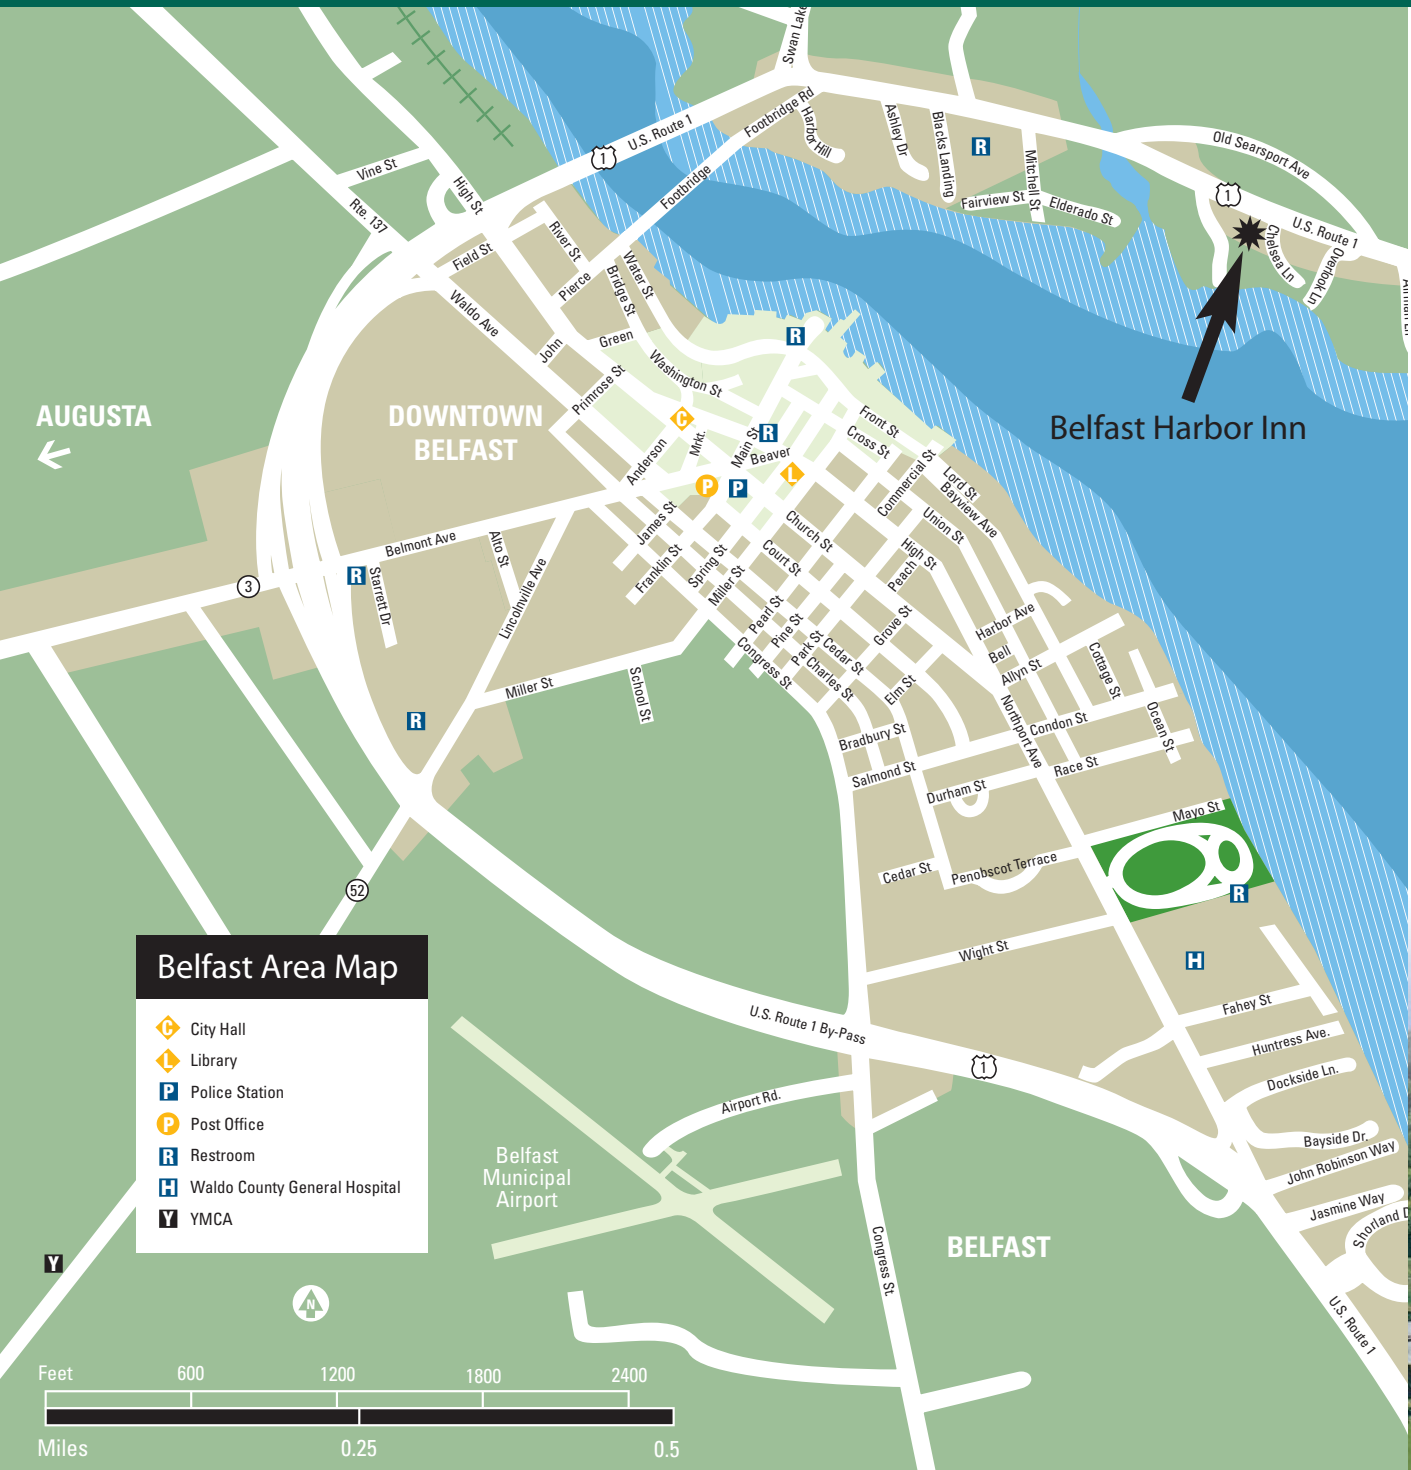 Swan Lake
U.S. Route 1
1
Footbridge Rd
Harbor Hill
Ashley Dr
Blacks Landing
R
Mitchell St
Fairview St
Elderado St
Old Searsport Ave
1
U.S. Route 1
Chelsea Ln
Overlook Ln
Belfast Harbor Inn
Vine St
High St
Rte. 137
Footbridge
Field St
River St
Pierce
Water St
Bridge St
Waldo Ave
John
Green
Washington St
Primrose St
R
AUGUSTA
DOWNTOWN
BELFAST
C
Mrkt.
Main St
R
Beaver
Anderson
P
P
L
Front St
Cross St
Commercial St
Lord St
Bayview Ave
Union St
James St
Franklin St
Spring St
Miller St
Church St
Court St
High St
Peach
Belmont Ave
Alto St
Lincolnville Ave
R
Starrett Dr
3
Pearl St
Pine St
Park St
Cedar St
Charles St
Congress St
Grove St
Elm St
Harbor Ave
Bell
Allyn St
Cottage St
Ocean St
Miller St
School St
R
Bradbury St
Salmond St
Northport Ave
Condon St
Race St
Durham St
Mayo St
Cedar St
Penobscot Terrace
R
52
Wight St
H
Fahey St
Huntress Ave.
Dockside Ln.
Bayside Dr.
John Robinson Way
Jasmine Way
Shorland D
U.S. Route 1 By-Pass
1
Airport Rd.
Belfast
Municipal
Airport
BELFAST
Congress St.
U.S. Route 1
Belfast Area Map
C City Hall
L Library
P Police Station
P Post Office
R Restroom
H Waldo County General Hospital
Y YMCA
Y
N
Feet 600 1200 1800 2400
Miles 0.25 0.5